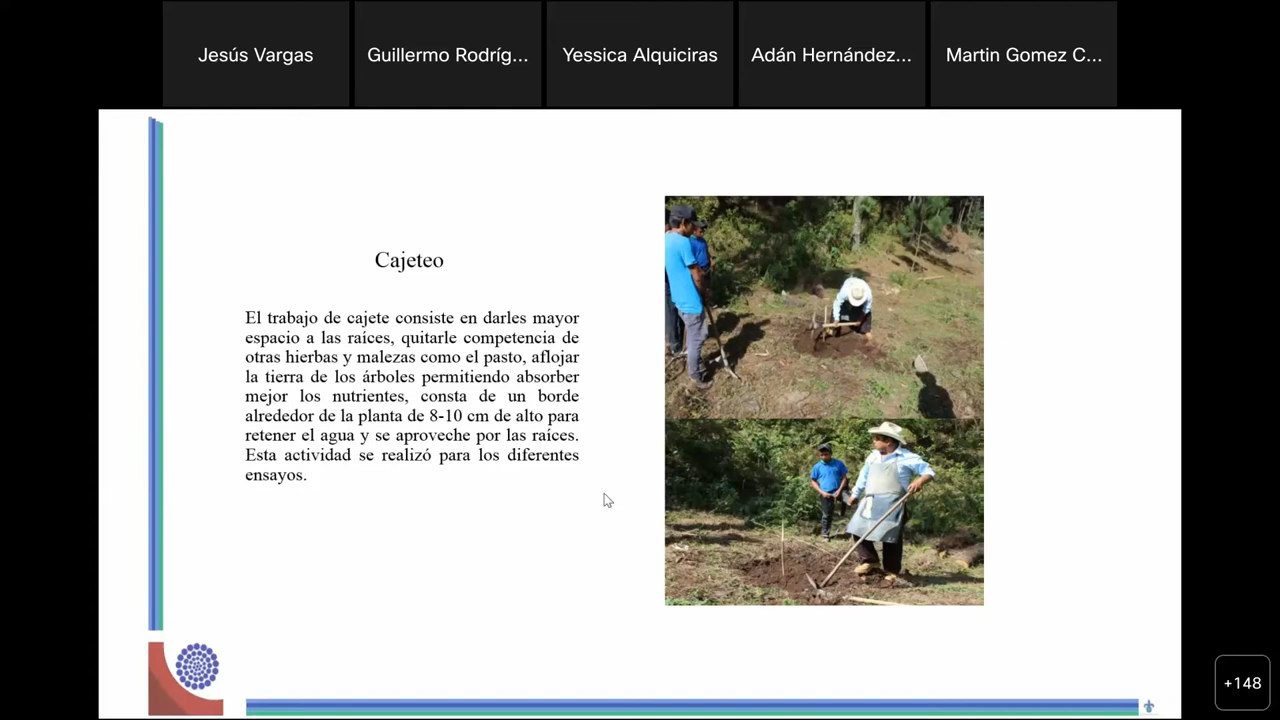 Jesús Vargas
Guillermo Rodríg...
Yessica Alquiciras
Adán Hernández...
Martin Gomez C...
Cajeteo
El trabajo de cajete consiste en darles mayor
espacio a las raíces, quitarle competencia de
otras hierbas y malezas como el pasto, aflojar
la tierra de los árboles permitiendo absorber
mejor los nutrientes, consta de un borde
alrededor de la planta de 8-10 cm de alto para
retener el agua y se aproveche por las raíces.
Esta actividad se realizó para los diferentes
ensayos.
+148